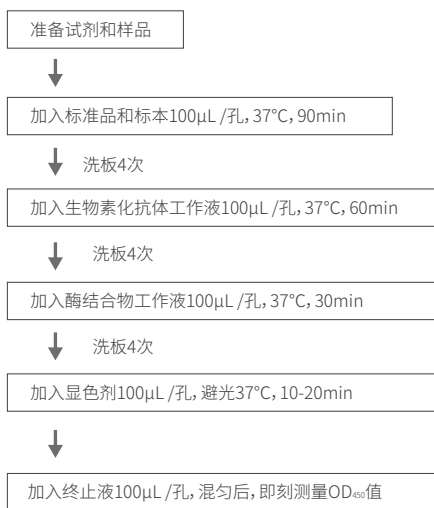 准备试剂和样品
加入标准品和标本100μL /孔，37℃，90min
洗板4次
加入生物素化抗体工作液100μL /孔，37℃，60min
洗板4次
加入酶结合物工作液100μL /孔，37℃，30min
洗板4次
加入显色剂100μL /孔，避光37℃，10-20min
加入终止液100μL /孔，混匀后，即刻测量OD₄₅₀值